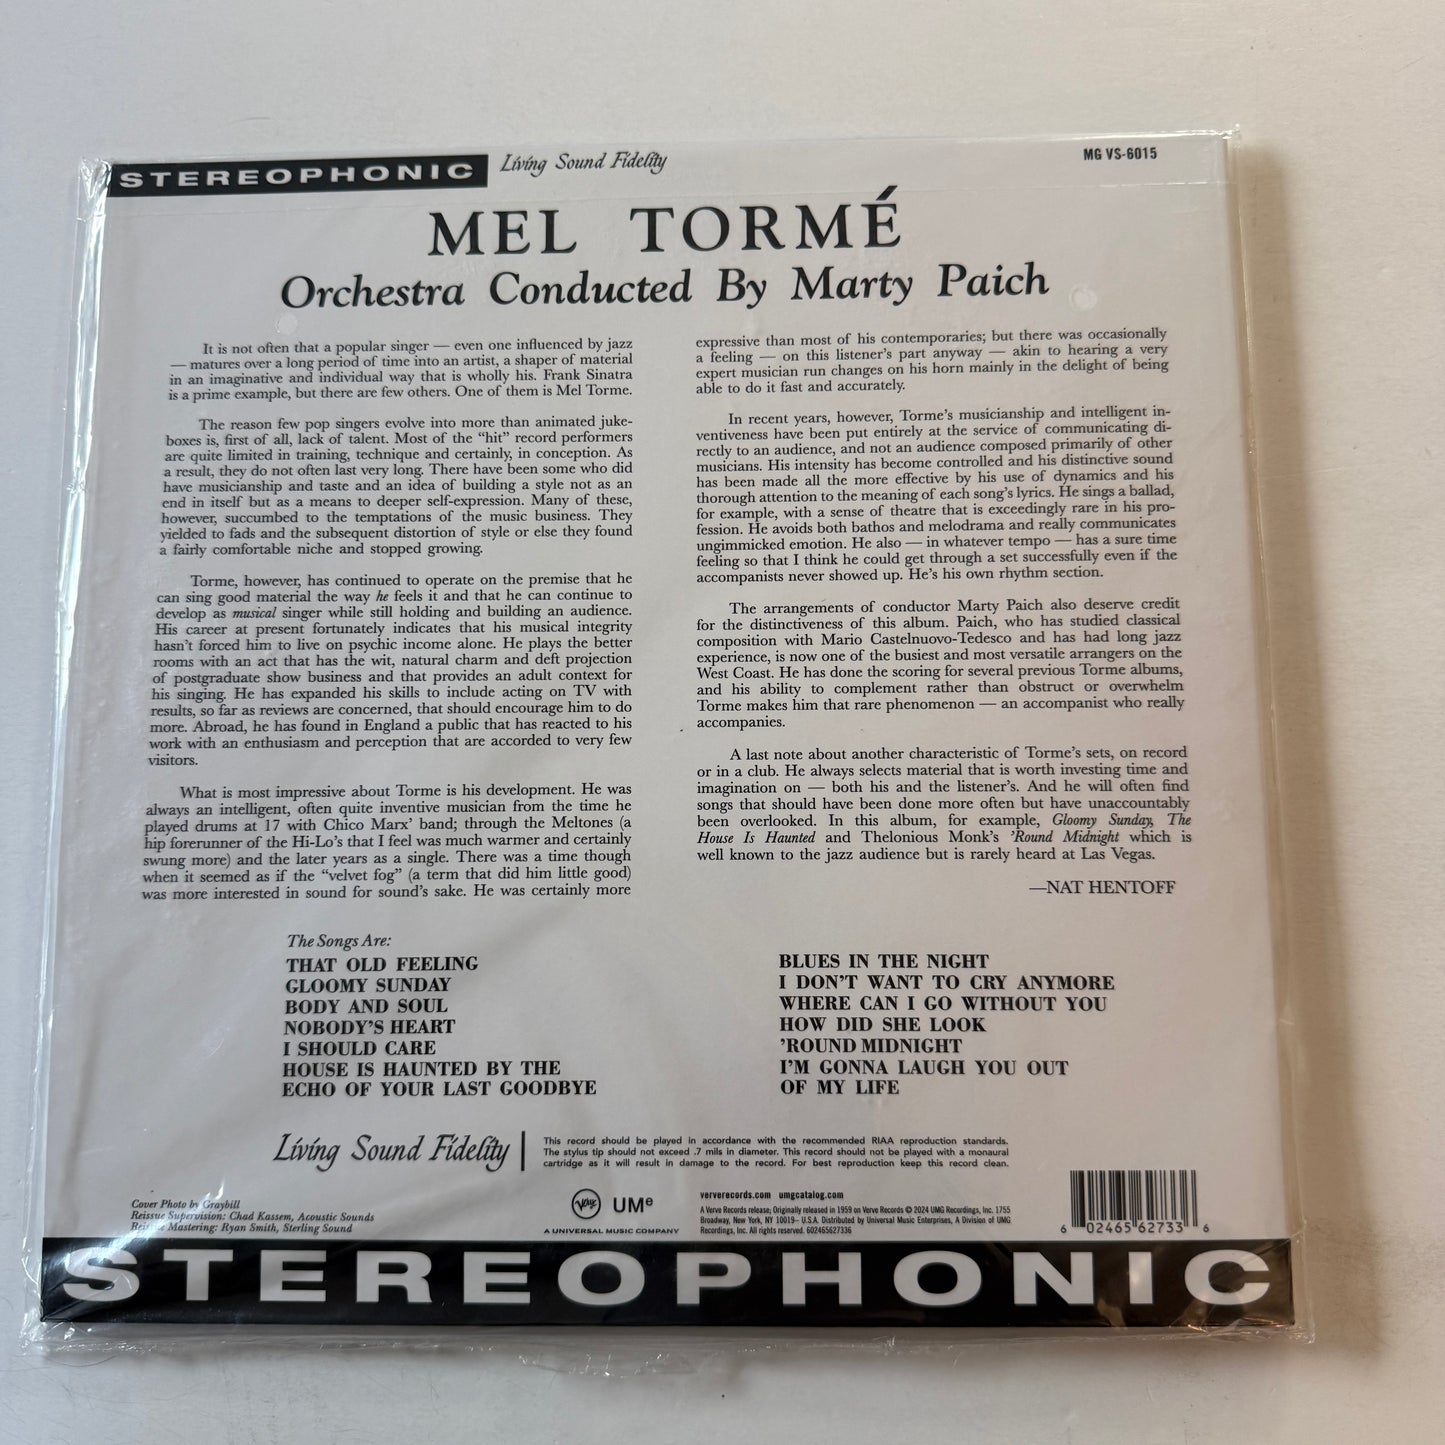 STEREOPHONIC Living Sound Fidelity
MG VS-6015
MEL TORMÉ
Orchestra Conducted By Marty Paich
It is not often that a popular singer — even one influenced by jazz
— matures over a long period of time into an artist, a shaper of material
in an imaginative and individual way that is wholly his. Frank Sinatra
is a prime example, but there are few others. One of them is Mel Torme.
The reason few pop singers evolve into more than animated juke-
boxes is, first of all, lack of talent. Most of the “hit” record performers
are quite limited in training, technique and certainly, in conception. As
a result, they do not often last very long. There have been some who did
have musicianship and taste and an idea of building a style not as an
end in itself but as a means to deeper self-expression. Many of these,
however, succumbed to the temptations of the music business. They
yielded to fads and the subsequent distortion of style or else they found
a fairly comfortable niche and stopped growing.
Torme, however, has continued to operate on the premise that he
can sing good material the way he feels it and that he can continue to
develop as musical singer while still holding and building an audience.
His career at present fortunately indicates that his musical integrity
hasn't forced him to live on psychic income alone. He plays the better
rooms with an act that has the wit, natural charm and deft projection
of postgraduate show business and that provides an adult context for
his singing. He has expanded his skills to include acting on TV with
results, so far as reviews are concerned, that should encourage him to do
more. Abroad, he has found in England a public that has reacted to his
work with an enthusiasm and perception that are accorded to very few
visitors.
What is most impressive about Torme is his development. He was
always an intelligent, often quite inventive musician from the time he
played drums at 17 with Chico Marx' band; through the Meltones (a
hip forerunner of the Hi-Lo's that I feel was much warmer and certainly
swung more) and the later years as a single. There was a time though
when it seemed as if the “velvet fog” (a term that did him little good)
was more interested in sound for sound's sake. He was certainly more
expressive than most of his contemporaries; but there was occasionally
a feeling — on this listener's part anyway — akin to hearing a very
expert musician run changes on his horn mainly in the delight of being
able to do it fast and accurately.
In recent years, however, Torme's musicianship and intelligent in-
ventiveness have been put entirely at the service of communicating di-
rectly to an audience, and not an audience composed primarily of other
musicians. His intensity has become controlled and his distinctive sound
has been made all the more effective by his use of dynamics and his
thorough attention to the meaning of each song's lyrics. He sings a ballad,
for example, with a sense of theatre that is exceedingly rare in his pro-
fession. He avoids both bathos and melodrama and really communicates
ungimmicked emotion. He also — in whatever tempo — has a sure time
feeling so that I think he could get through a set successfully even if the
accompanists never showed up. He's his own rhythm section.
The arrangements of conductor Marty Paich also deserve credit
for the distinctiveness of this album. Paich, who has studied classical
composition with Mario Castelnuovo-Tedesco and has had long jazz
experience, is now one of the busiest and most versatile arrangers on the
West Coast. He has done the scoring for several previous Torme albums,
and his ability to complement rather than obstruct or overwhelm
Torme makes him that rare phenomenon — an accompanist who really
accompanies.
A last note about another characteristic of Torme's sets, on record
or in a club. He always selects material that is worth investing time and
imagination on — both his and the listener's. And he will often find
songs that should have been done more often but have unaccountably
been overlooked. In this album, for example, Gloomy Sunday, The
House Is Haunted and Thelonious Monk's 'Round Midnight which is
well known to the jazz audience but is rarely heard at Las Vegas.
—NAT HENTOFF
The Songs Are:
THAT OLD FEELING
GLOOMY SUNDAY
BODY AND SOUL
NOBODY'S HEART
I SHOULD CARE
HOUSE IS HAUNTED BY THE
ECHO OF YOUR LAST GOODBYE
BLUES IN THE NIGHT
I DON'T WANT TO CRY ANYMORE
WHERE CAN I GO WITHOUT YOU
HOW DID SHE LOOK
'ROUND MIDNIGHT
I'M GONNA LAUGH YOU OUT
OF MY LIFE
Living Sound Fidelity
This record should be played in accordance with the recommended RIAA reproduction standards.
The stylus tip should not exceed .7 mils in diameter. This record should not be played with a monaural
cartridge as it will result in damage to the record. For best reproduction keep this record clean.
Cover Photo by Graybill
Reissue Supervision: Chad Kassem, Acoustic Sounds
Reissue Mastering: Ryan Smith, Sterling Sound
Verve UMe
A UNIVERSAL MUSIC COMPANY
ververecords.com umgcatalog.com
A Verve Records release; Originally released in 1959 on Verve Records © 2024 UMG Recordings, Inc. 1755
Broadway, New York, NY 10019 – U.S.A. Distributed by Universal Music Enterprises, A Division of UMG
Recordings, Inc. All rights reserved. 602465627336
6 02465 62733 6
STEREOPHONIC